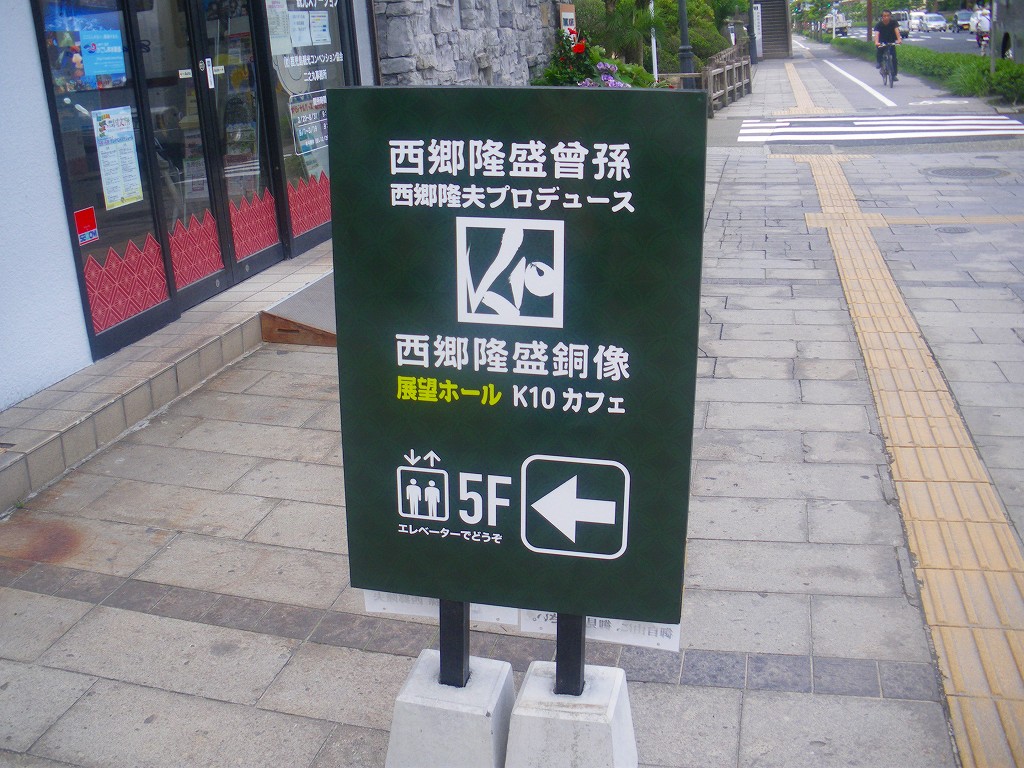 西郷隆盛曾孫
西郷隆夫プロデュース
西郷隆盛銅像
展望ホール K10 カフェ
5F
エレベーターでどうぞ
SECOM